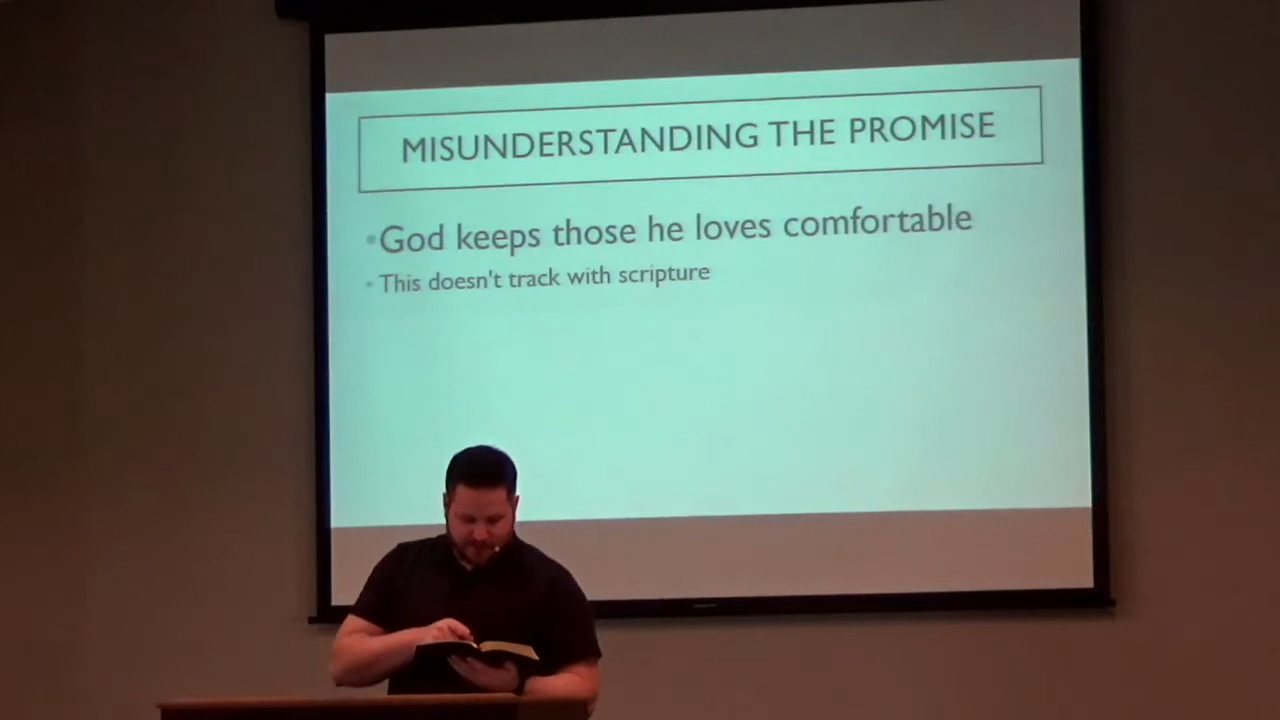 MISUNDERSTANDING THE PROMISE
•God keeps those he loves comfortable
• This doesn't track with scripture